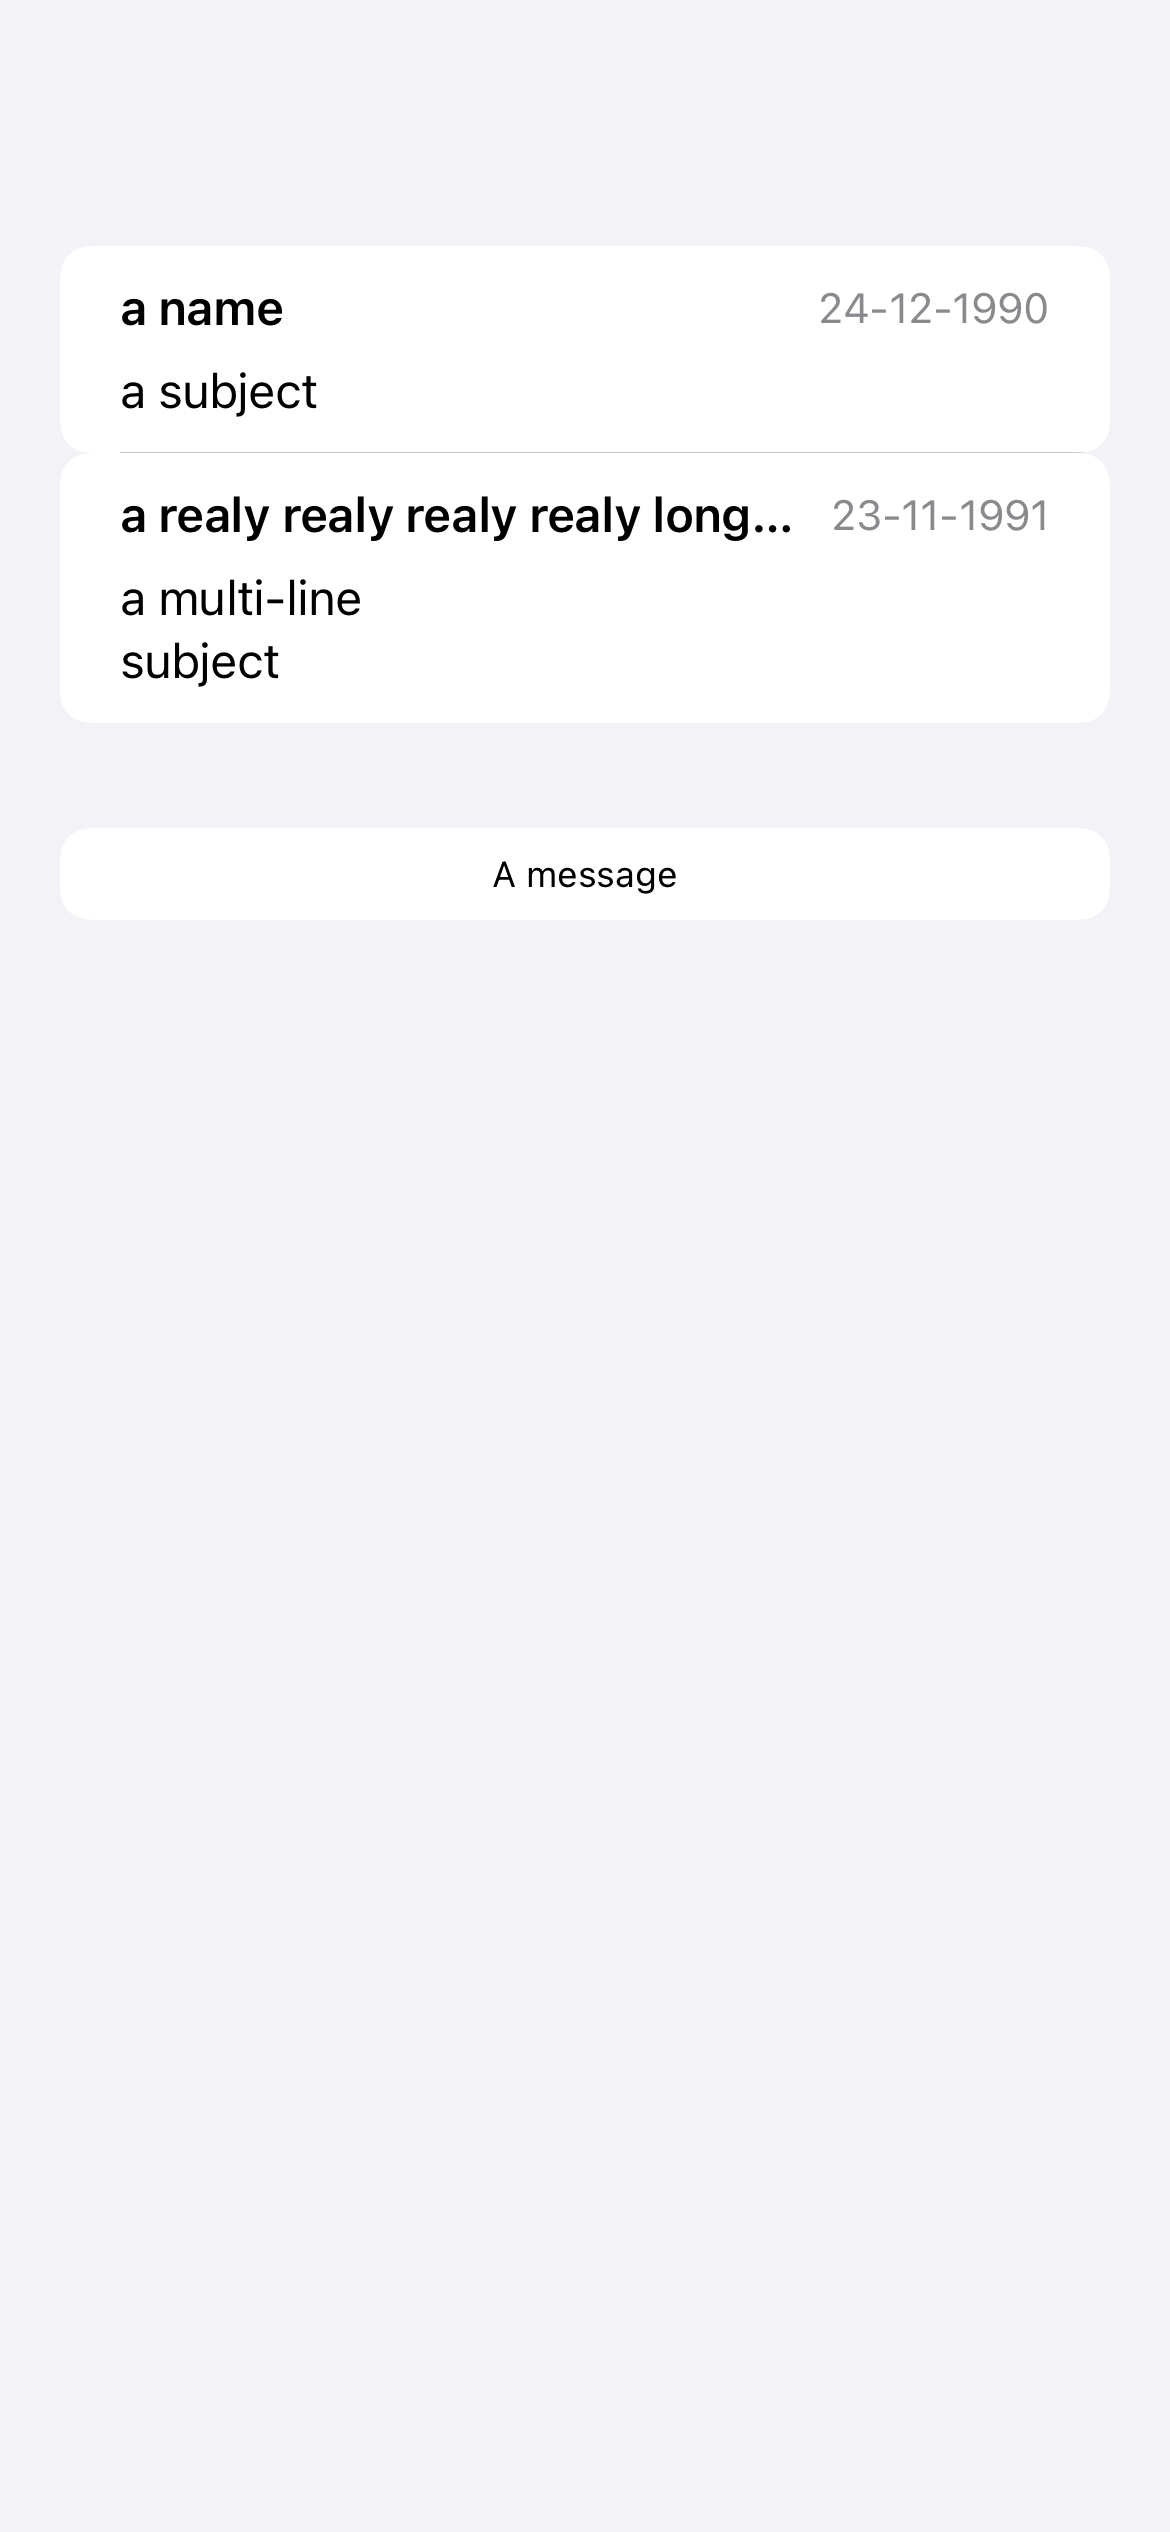 a name 24-12-1990
a subject
a realy realy realy realy long... 23-11-1991
a multi-line
subject
A message